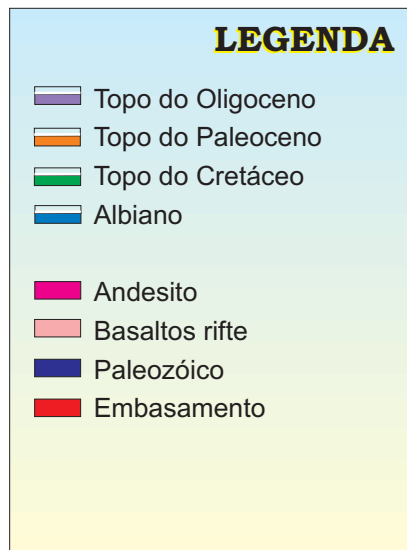 LEGENDA
Topo do Oligoceno
Topo do Paleoceno
Topo do Cretáceo
Albiano
Andesito
Basaltos rifte
Paleozóico
Embasamento